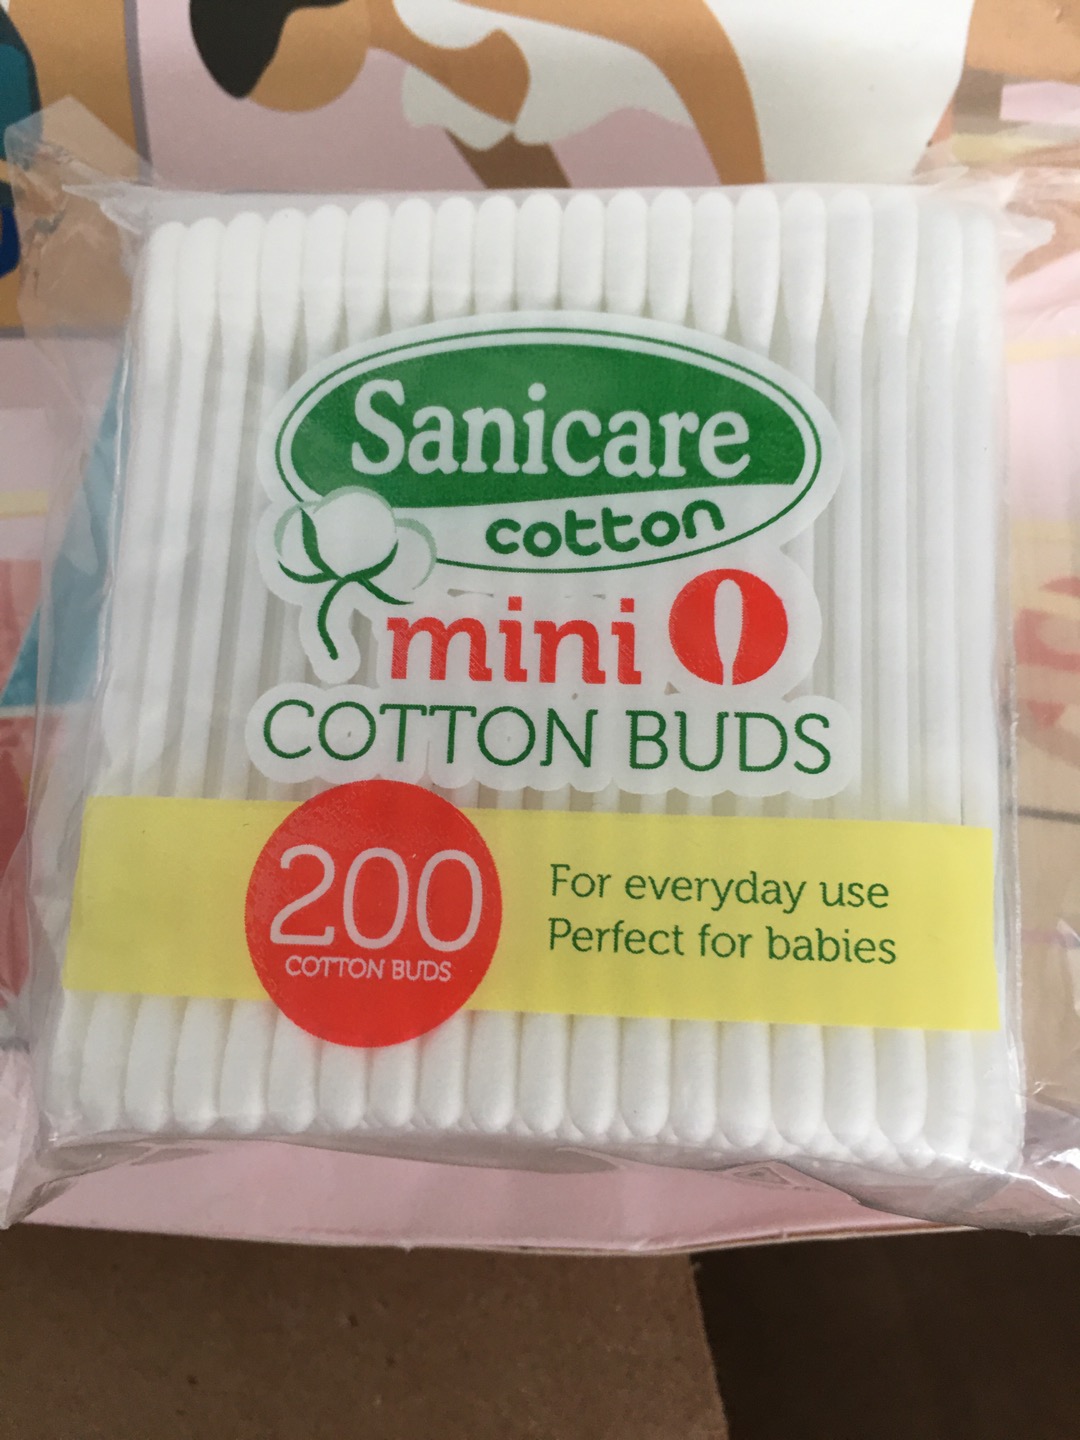 Sanicare
cotton
mini
COTTON BUDS
200
COTTON BUDS
For everyday use
Perfect for babies